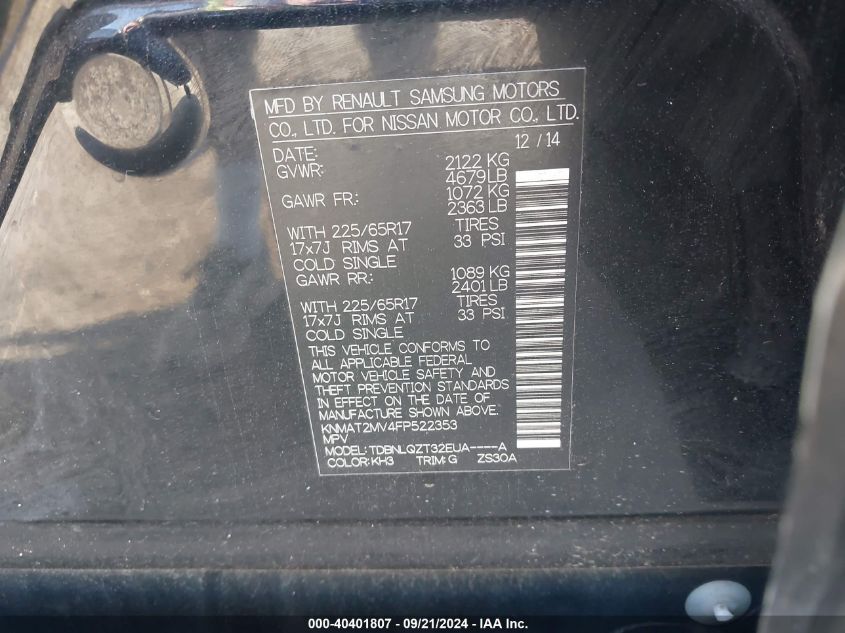 MFD BY RENAULT SAMSUNG MOTORS
CO., LTD. FOR NISSAN MOTOR CO., LTD.
DATE: 12 / 14
GVWR: 2122 KG
4679 LB
GAWR FR: 1072 KG
2363 LB
WITH 225/65R17 TIRES
17x7J RIMS AT 33 PSI
COLD SINGLE
GAWR RR: 1089 KG
2401 LB
WITH 225/65R17 TIRES
17x7J RIMS AT 33 PSI
COLD SINGLE
THIS VEHICLE CONFORMS TO
ALL APPLICABLE FEDERAL
MOTOR VEHICLE SAFETY AND
THEFT PREVENTION STANDARDS
IN EFFECT ON THE DATE OF
MANUFACTURE SHOWN ABOVE.
KNMAT2MV4FP522353
MPV
MODEL: TDBNLQZT32EUA----A
COLOR: KH3 TRIM: G ZS30A
000-40401807 - 09/21/2024 - IAA Inc.